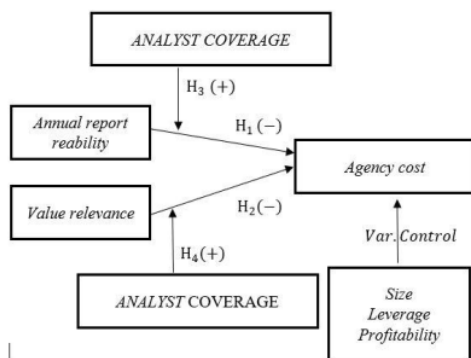 ANALYST COVERAGE
H3 (+)
Annual report
reability
H1 (−)
Agency cost
Value relevance
H2(−)
Var.Control
H4(+)
ANALYST COVERAGE
Size
Leverage
Profitability